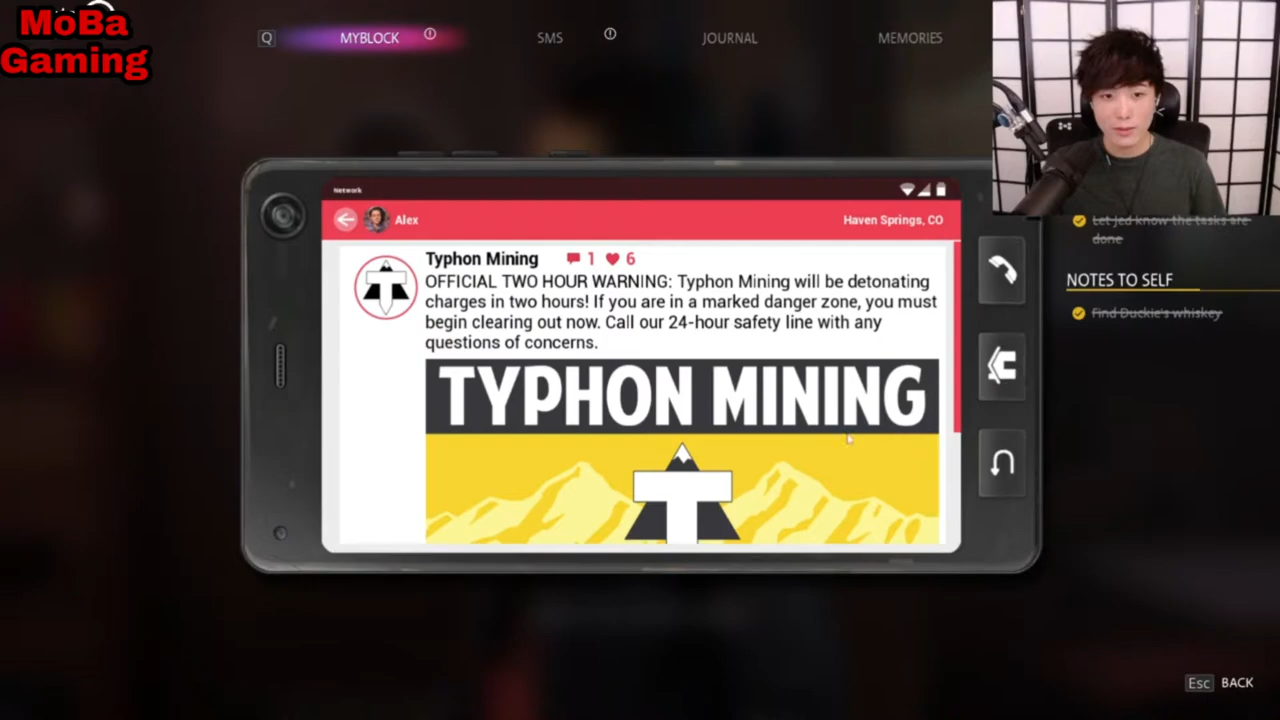 MoBa
Gaming
Q MYBLOCK SMS JOURNAL MEMORIES
Network
Alex Haven Springs, CO
Typhon Mining 1 6
OFFICIAL TWO HOUR WARNING: Typhon Mining will be detonating
charges in two hours! If you are in a marked danger zone, you must
begin clearing out now. Call our 24-hour safety line with any
questions of concerns.
TYPHON MINING
T
Let Jed know the tasks are
done
NOTES TO SELF
Find Duckie's whiskey
Esc BACK